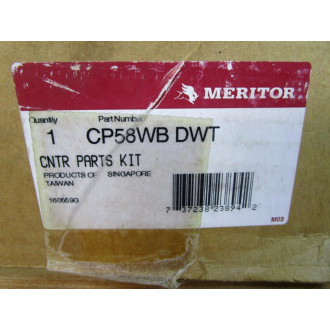 MERITOR
Quantity Part Number
1 CP58WB DWT
CNTR PARTS KIT
PRODUCTS OF SINGAPORE
TAIWAN
7 37238 23894 2
M03